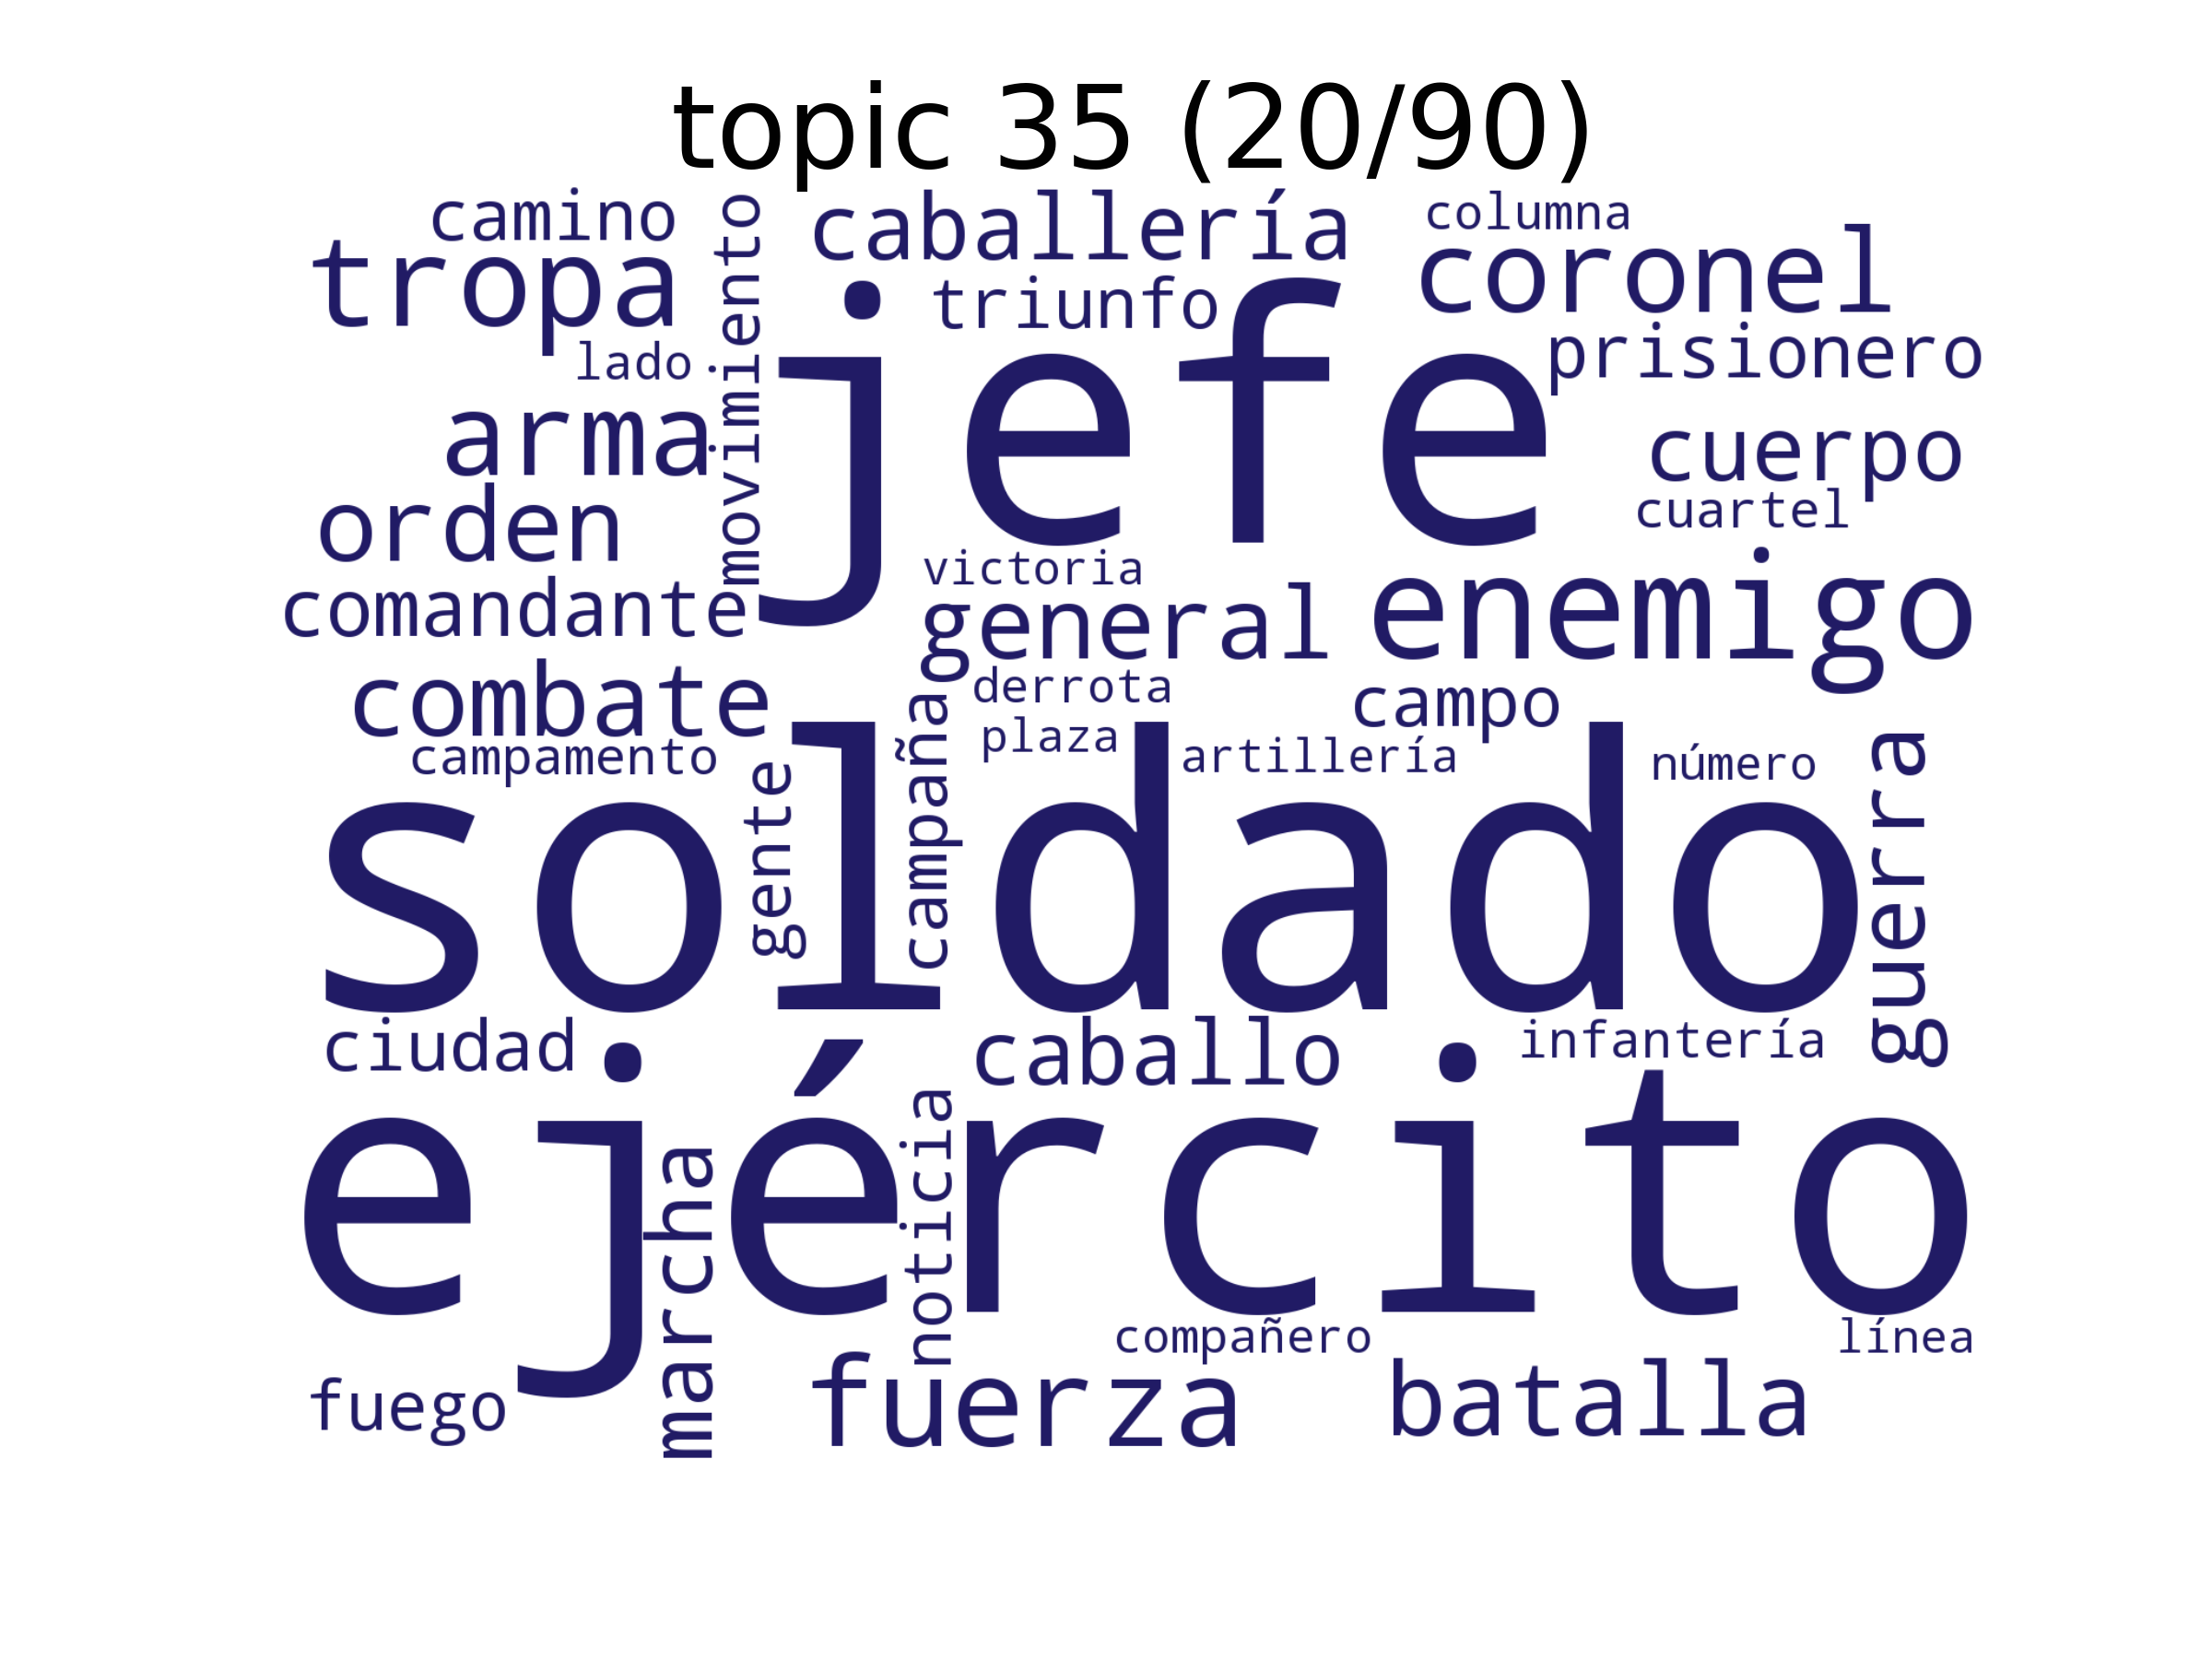 topic 35 (20/90)
camino
caballería
columna
tropa
movimiento
triunfo
coronel
lado
jefe
prisionero
arma
cuerpo
orden
cuartel
comandante
victoria
general
enemigo
combate
derrota
campo
campamento
plaza
artillería
número
gente
campaña
soldado
guerra
ciudad
caballo
infantería
ejército
marcha
noticia
compañero
línea
fuego
fuerza
batalla